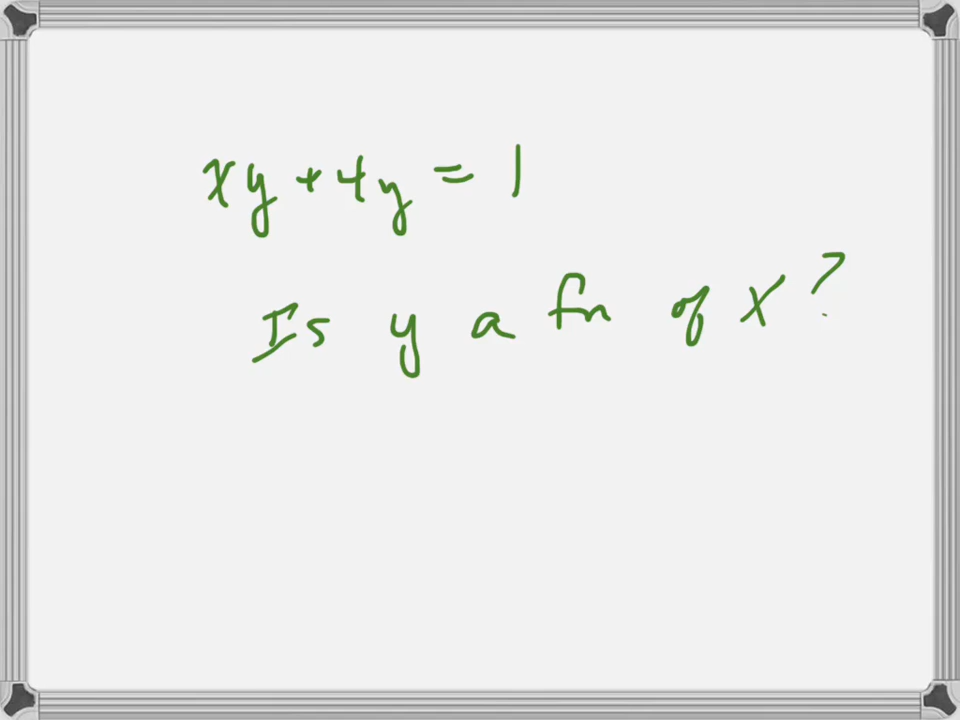 xy + 4y = 1
Is y a fn of x?